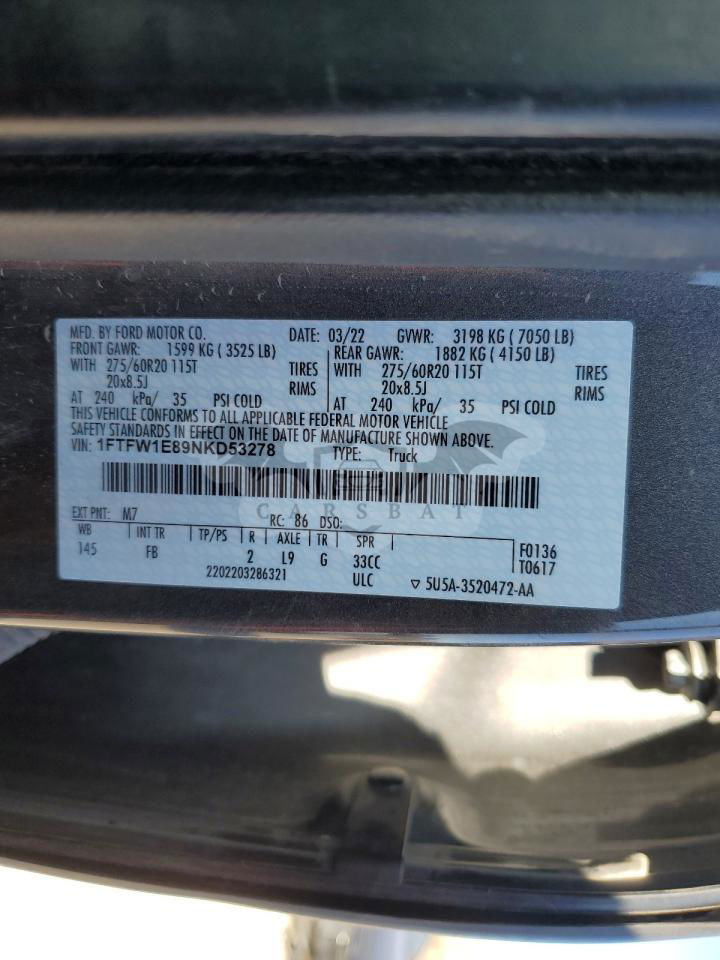 MFD. BY FORD MOTOR CO. DATE: 03/22 GVWR: 3198 KG ( 7050 LB)
FRONT GAWR: 1599 KG ( 3525 LB) REAR GAWR: 1882 KG ( 4150 LB)
WITH 275/60R20 115T TIRES WITH 275/60R20 115T TIRES
20x8.5J RIMS 20x8.5J RIMS
AT 240 kPa/ 35 PSI COLD AT 240 kPa/ 35 PSI COLD
THIS VEHICLE CONFORMS TO ALL APPLICABLE FEDERAL MOTOR VEHICLE
SAFETY STANDARDS IN EFFECT ON THE DATE OF MANUFACTURE SHOWN ABOVE.
VIN: 1FTFW1E89NKD53278 TYPE: Truck
CARSBAT
EXT PNT: M7 RC: 86 DSO:
WB INT TR TP/PS R AXLE TR SPR F0136
145 FB 2 L9 G 33CC T0617
2202203286321 ULC ▽ 5U5A-3520472-AA